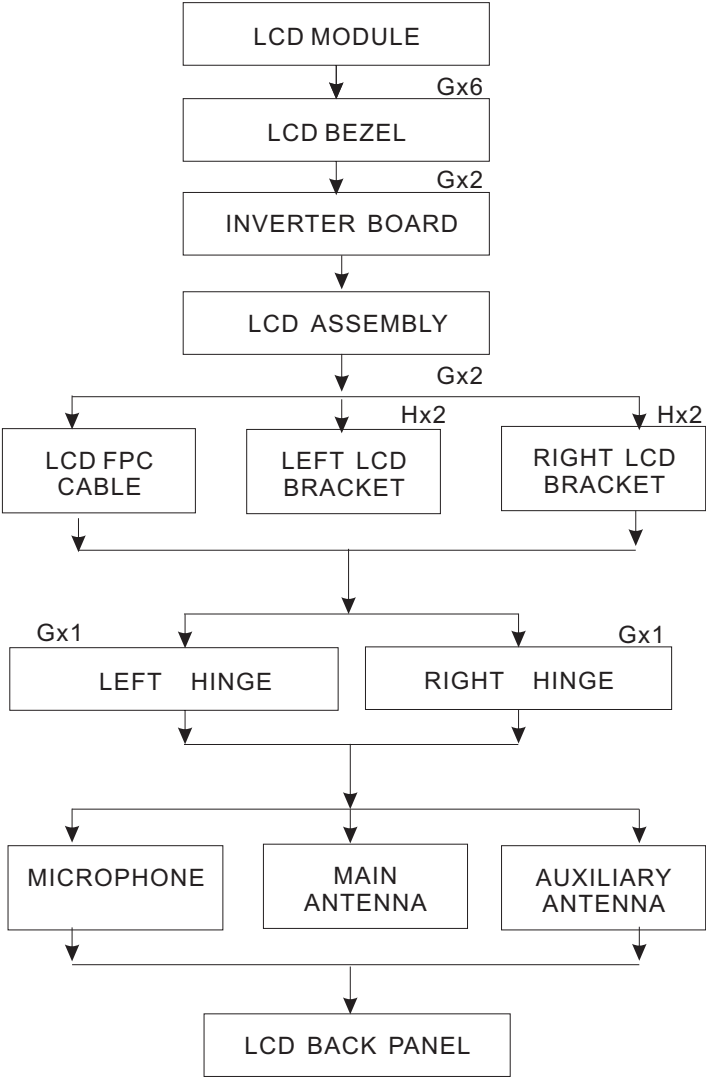 LCD MODULE
Gx6
LCD BEZEL
Gx2
INVERTER BOARD
LCD ASSEMBLY
Gx2
Hx2
Hx2
LCD FPC
CABLE
LEFT LCD
BRACKET
RIGHT LCD
BRACKET
Gx1
Gx1
LEFT HINGE
RIGHT HINGE
MICROPHONE
MAIN
ANTENNA
AUXILIARY
ANTENNA
LCD BACK PANEL